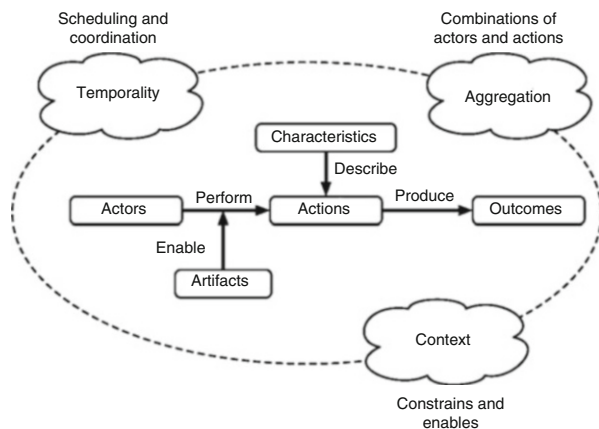 Scheduling and
coordination
Combinations of
actors and actions
Temporality
Aggregation
Characteristics
Describe
Perform
Produce
Actors
Actions
Outcomes
Enable
Artifacts
Context
Constrains and
enables